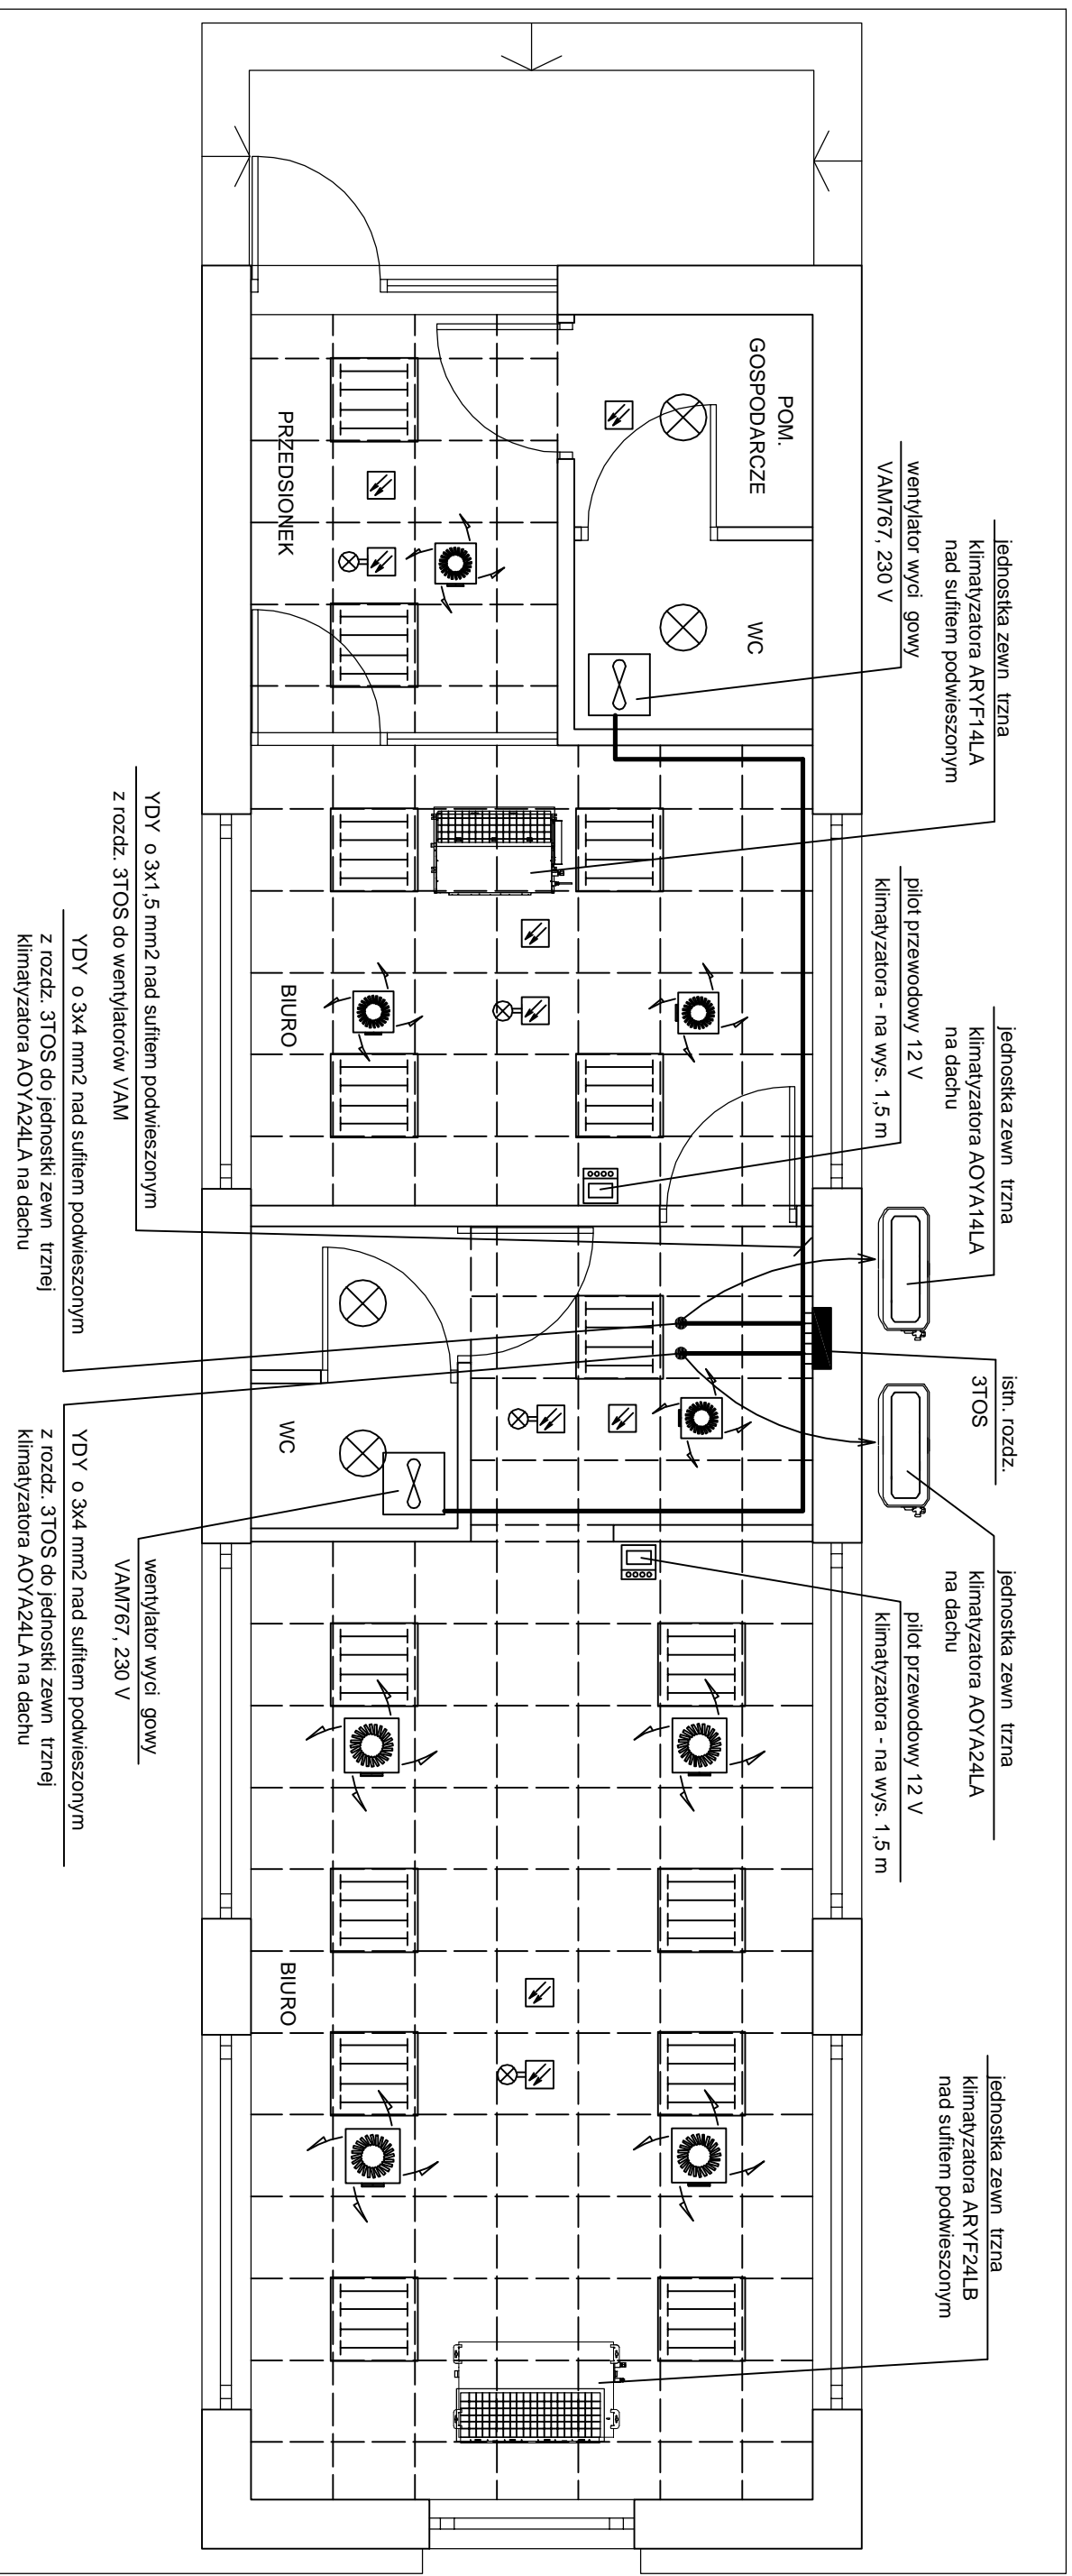 jednostka zewn trzna
klimatyzatora ARYF14LA
nad sufitem podwieszonym
wentylator wyci gowy
VAM767, 230 V
jednostka zewn trzna
klimatyzatora AOYA14LA
na dachu
pilot przewodowy 12 V
klimatyzatora - na wys. 1,5 m
istn. rozdz.
3TOS
jednostka zewn trzna
klimatyzatora AOYA24LA
na dachu
pilot przewodowy 12 V
klimatyzatora - na wys. 1,5 m
jednostka zewn trzna
klimatyzatora ARYF24LB
nad sufitem podwieszonym
POM.
GOSPODARCZE
WC
PRZEDSIONEK
BIURO
WC
BIURO
YDY o 3x1,5 mm2 nad sufitem podwieszonym
z rozdz. 3TOS do wentylatorów VAM
YDY o 3x4 mm2 nad sufitem podwieszonym
z rozdz. 3TOS do jednostki zewn trznej
klimatyzatora AOYA24LA na dachu
wentylator wyci gowy
VAM767, 230 V
YDY o 3x4 mm2 nad sufitem podwieszonym
z rozdz. 3TOS do jednostki zewn trznej
klimatyzatora AOYA24LA na dachu